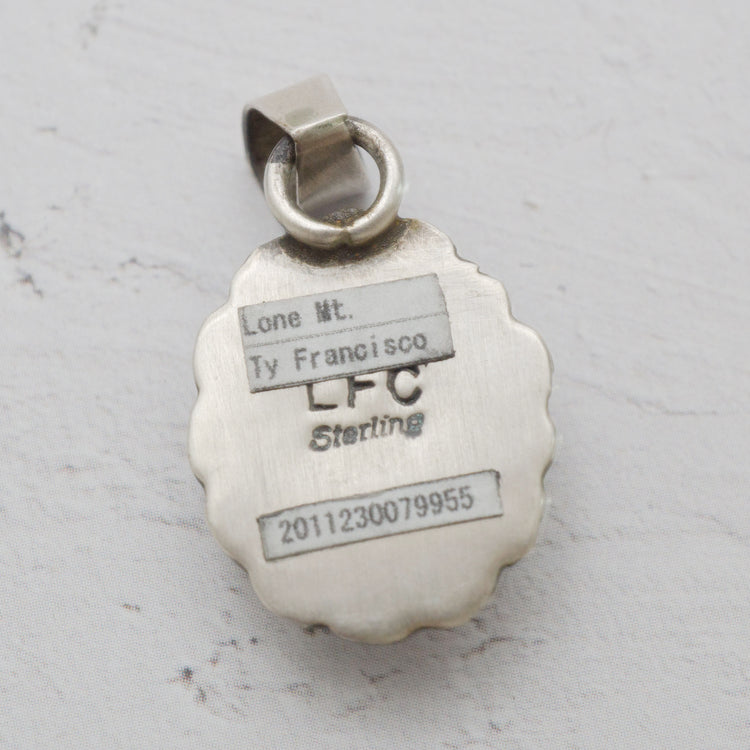 Lone Mt.
Ty Francisco
LFC
Sterling
2011230079955